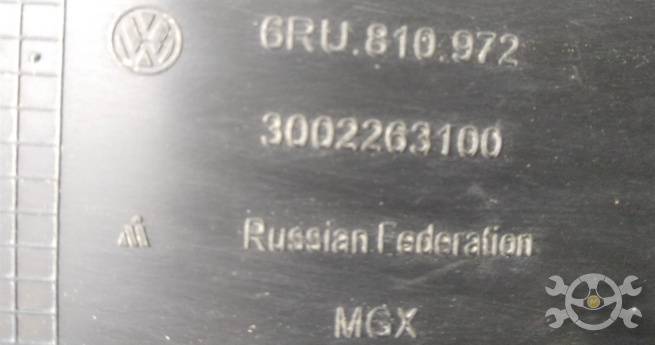 6RU.810.972
3002263100
Russian Federation
MGX